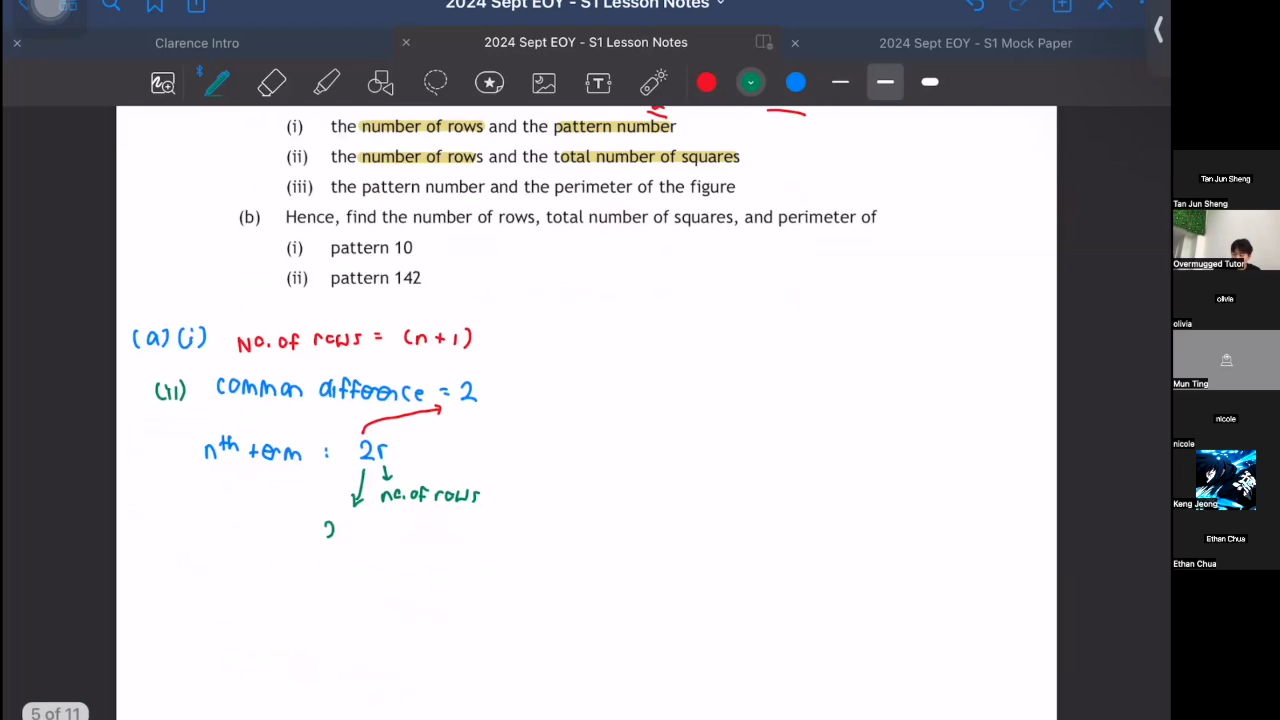 2024 Sept EOY - S1 Lesson Notes
Clarence Intro
2024 Sept EOY - S1 Lesson Notes
2024 Sept EOY - S1 Mock Paper
(i) the number of rows and the pattern number
(ii) the number of rows and the total number of squares
(iii) the pattern number and the perimeter of the figure
(b) Hence, find the number of rows, total number of squares, and perimeter of
(i) pattern 10
(ii) pattern 142
(a)(i) No. of rows = (n+1)
(ii) common difference = 2
nth term : 2r
no. of rows
5 of 11
Tan Jun Sheng
Tan Jun Sheng
Overmugged Tutor
olivia
olivia
Mun Ting
nicole
nicole
Keng Jeong
Ethan Chua
Ethan Chua